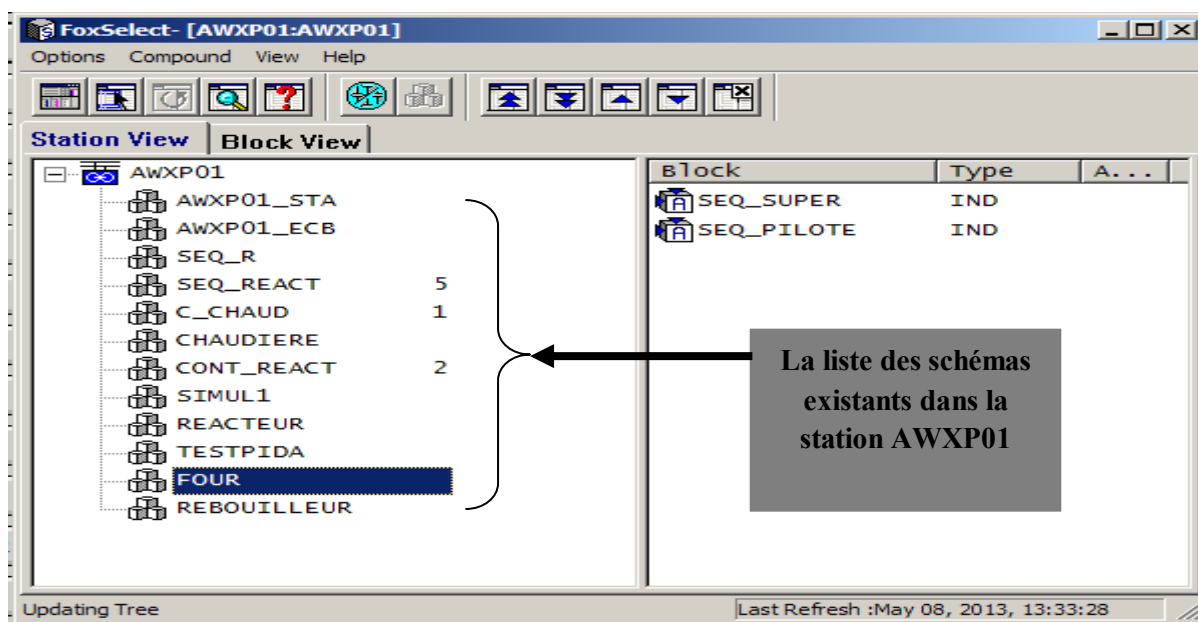 FoxSelect- [AWXP01:AWXP01]
Options Compound View Help
Station View Block View
AWXP01
AWXP01_STA
AWXP01_ECB
SEQ_R
SEQ_REACT 5
C_CHAUD 1
CHAUDIERE
CONT_REACT 2
SIMUL1
REACTEUR
TESTPIDA
FOUR
REBOUILLEUR
Block Type A...
A SEQ_SUPER IND
A SEQ_PILOTE IND
La liste des schémas
existants dans la
station AWXP01
Updating Tree
Last Refresh :May 08, 2013, 13:33:28